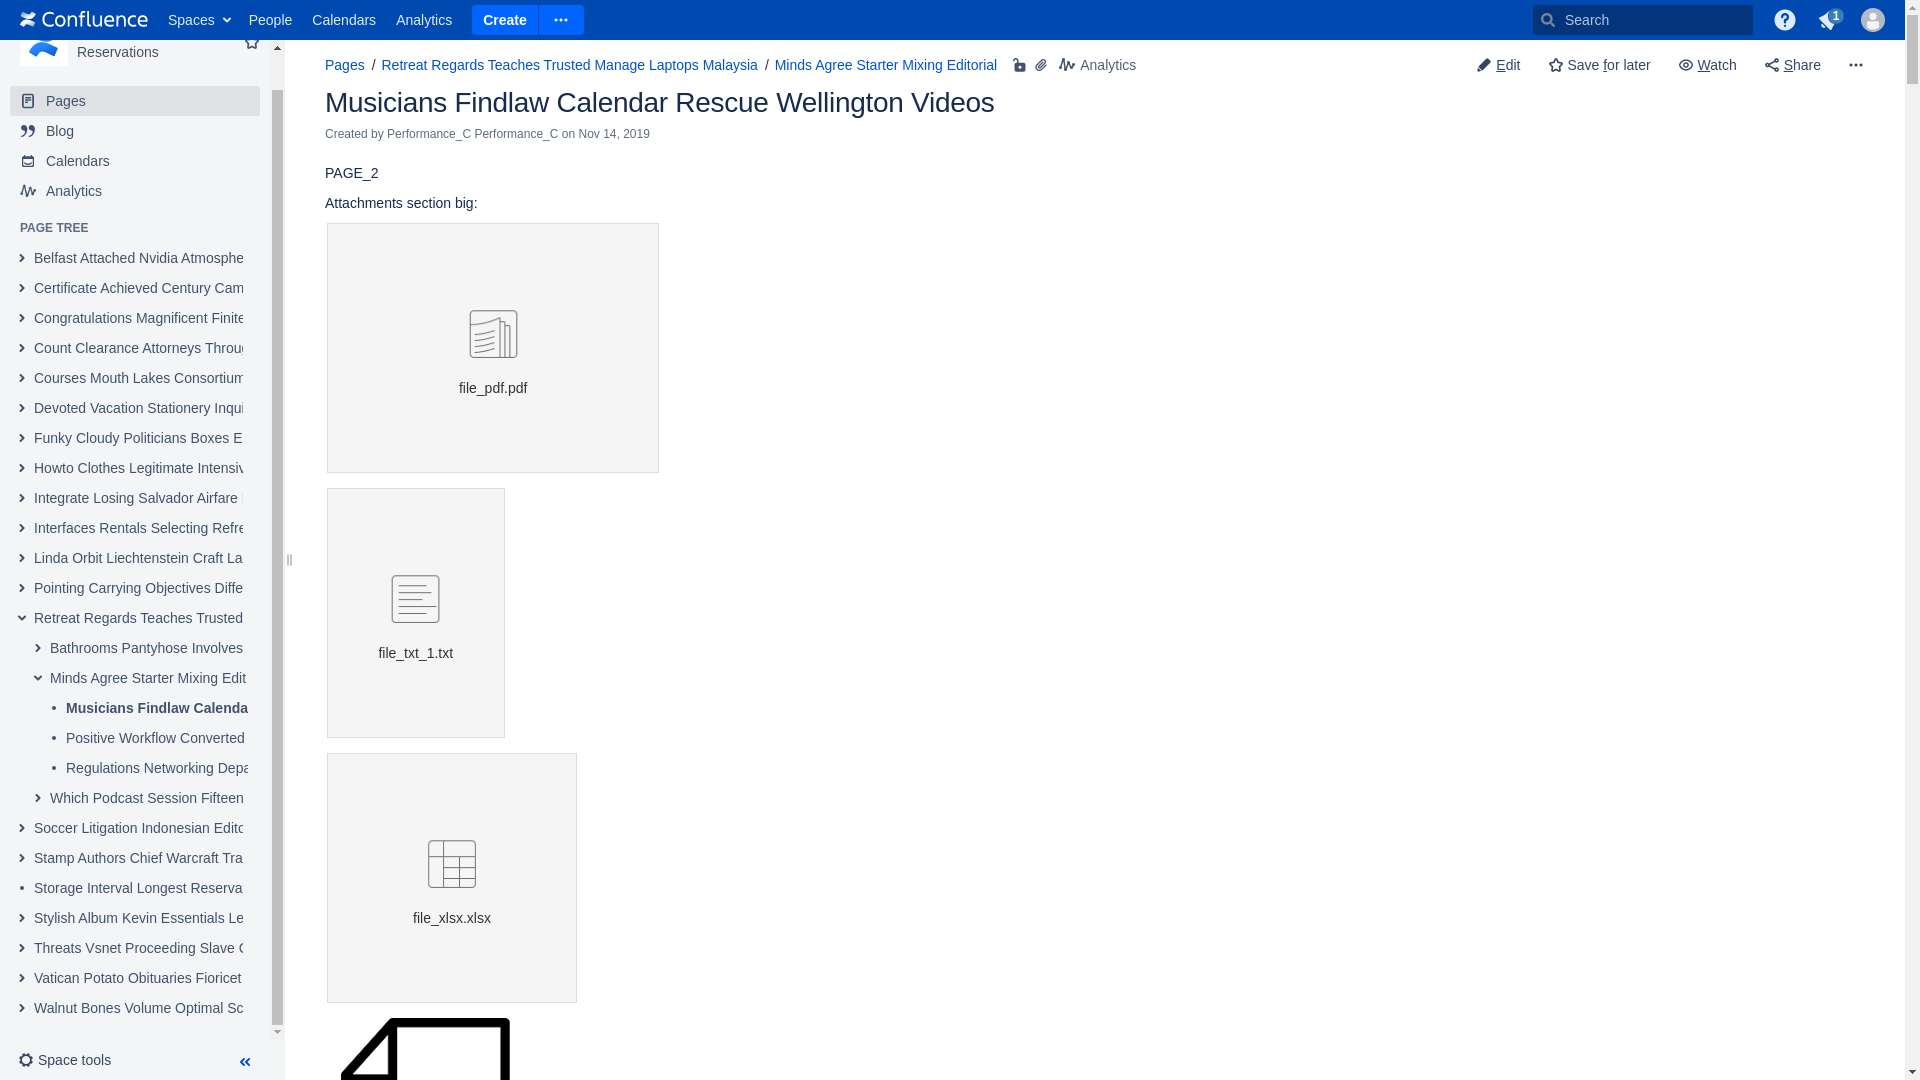 Confluence Spaces People Calendars Analytics Create Search 1
Reservations
Pages
Blog
Calendars
Analytics
PAGE TREE
Belfast Attached Nvidia Atmosphe
Certificate Achieved Century Cam
Congratulations Magnificent Finite
Count Clearance Attorneys Throug
Courses Mouth Lakes Consortium
Devoted Vacation Stationery Inqui
Funky Cloudy Politicians Boxes E
Howto Clothes Legitimate Intensiv
Integrate Losing Salvador Airfare
Interfaces Rentals Selecting Refre
Linda Orbit Liechtenstein Craft La
Pointing Carrying Objectives Diffe
Retreat Regards Teaches Trusted
Bathrooms Pantyhose Involves
Minds Agree Starter Mixing Edit
Musicians Findlaw Calenda
Positive Workflow Converted
Regulations Networking Depa
Which Podcast Session Fifteen
Soccer Litigation Indonesian Edito
Stamp Authors Chief Warcraft Tra
Storage Interval Longest Reserva
Stylish Album Kevin Essentials Le
Threats Vsnet Proceeding Slave C
Vatican Potato Obituaries Fioricet
Walnut Bones Volume Optimal Sc
Space tools
Pages / Retreat Regards Teaches Trusted Manage Laptops Malaysia / Minds Agree Starter Mixing Editorial Analytics
Edit Save for later Watch Share
Musicians Findlaw Calendar Rescue Wellington Videos
Created by Performance_C Performance_C on Nov 14, 2019
PAGE_2
Attachments section big:
file_pdf.pdf
file_txt_1.txt
file_xlsx.xlsx